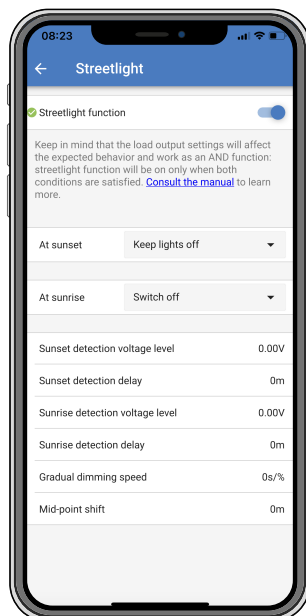 08:23
Streetlight
Streetlight function
Keep in mind that the load output settings will affect
the expected behavior and work as an AND function:
streetlight function will be on only when both
conditions are satisfied. Consult the manual to learn
more.
At sunset Keep lights off
At sunrise Switch off
Sunset detection voltage level 0.00V
Sunset detection delay 0m
Sunrise detection voltage level 0.00V
Sunrise detection delay 0m
Gradual dimming speed 0s/%
Mid-point shift 0m